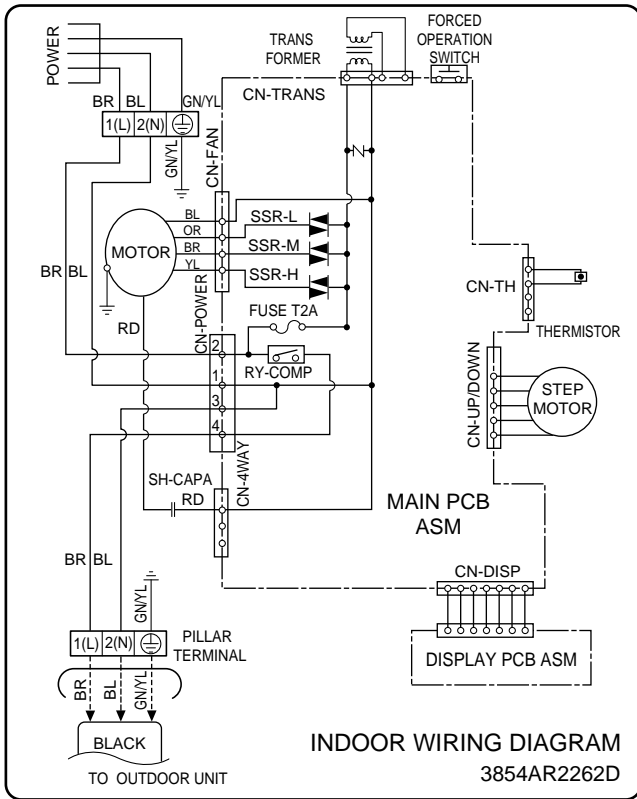 POWER
BR BL GN/YL
1(L) 2(N)
GN/YL
TRANS
FORMER
CN-TRANS
FORCED
OPERATION
SWITCH
CN-FAN
BL
OR
BR
YL
MOTOR
SSR-L
SSR-M
SSR-H
BR BL
RD
FUSE T2A
CN-POWER
2
1
3
4
RY-COMP
CN-TH
THERMISTOR
CN-UP/DOWN
STEP
MOTOR
SH-CAPA
RD
CN-4WAY
MAIN PCB
ASM
BR BL
GN/YL
1(L) 2(N)
PILLAR
TERMINAL
BR
BL
GN/YL
BLACK
TO OUTDOOR UNIT
CN-DISP
DISPLAY PCB ASM
INDOOR WIRING DIAGRAM
3854AR2262D